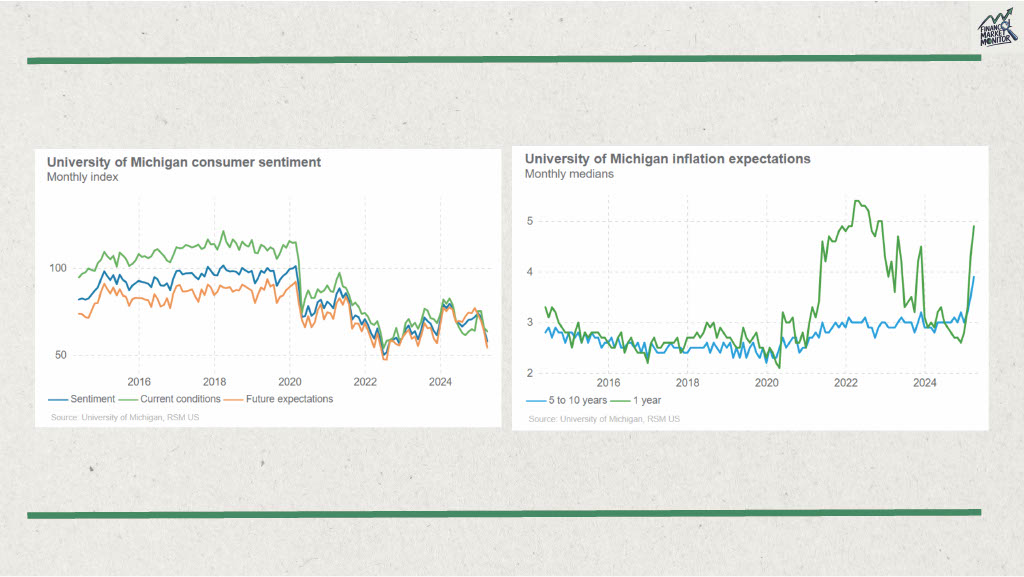 FINANCE
MARKET
MONITOR
University of Michigan consumer sentiment
Monthly index
100
50
2016 2018 2020 2022 2024
Sentiment Current conditions Future expectations
Source: University of Michigan, RSM US
University of Michigan inflation expectations
Monthly medians
5
4
3
2
2016 2018 2020 2022 2024
5 to 10 years 1 year
Source: University of Michigan, RSM US